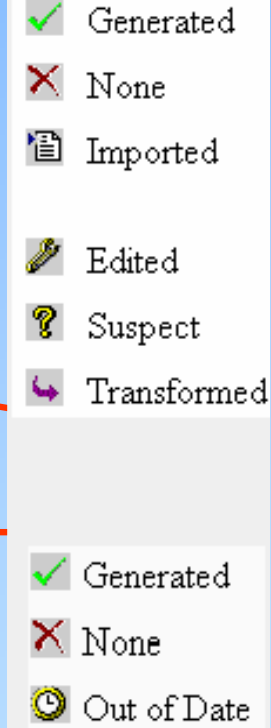 Generated
None
Imported
Edited
Suspect
Transformed
Generated
None
Out of Date